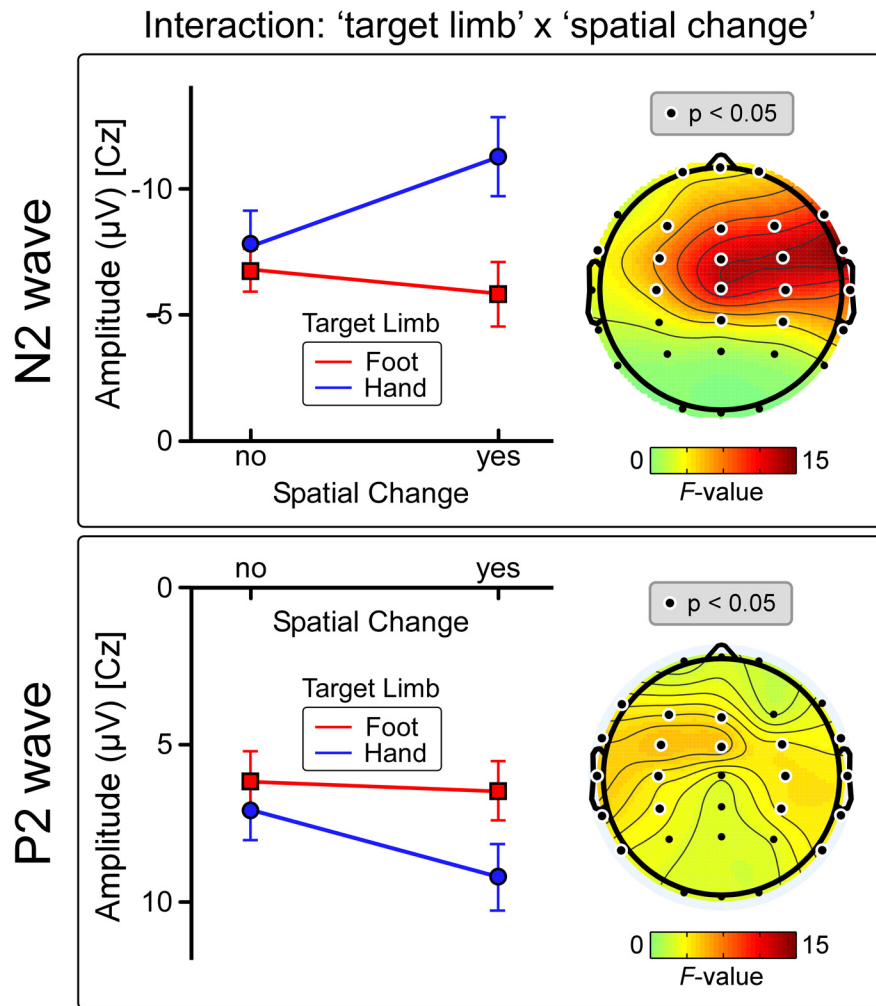 Interaction: ‘target limb’ x ‘spatial change’
N2 wave
Amplitude (µV) [Cz]
-10
-5
0
no
yes
Spatial Change
Target Limb
Foot
Hand
p < 0.05
0
15
F-value
P2 wave
Amplitude (µV) [Cz]
0
5
10
no
yes
Spatial Change
Target Limb
Foot
Hand
p < 0.05
0
15
F-value